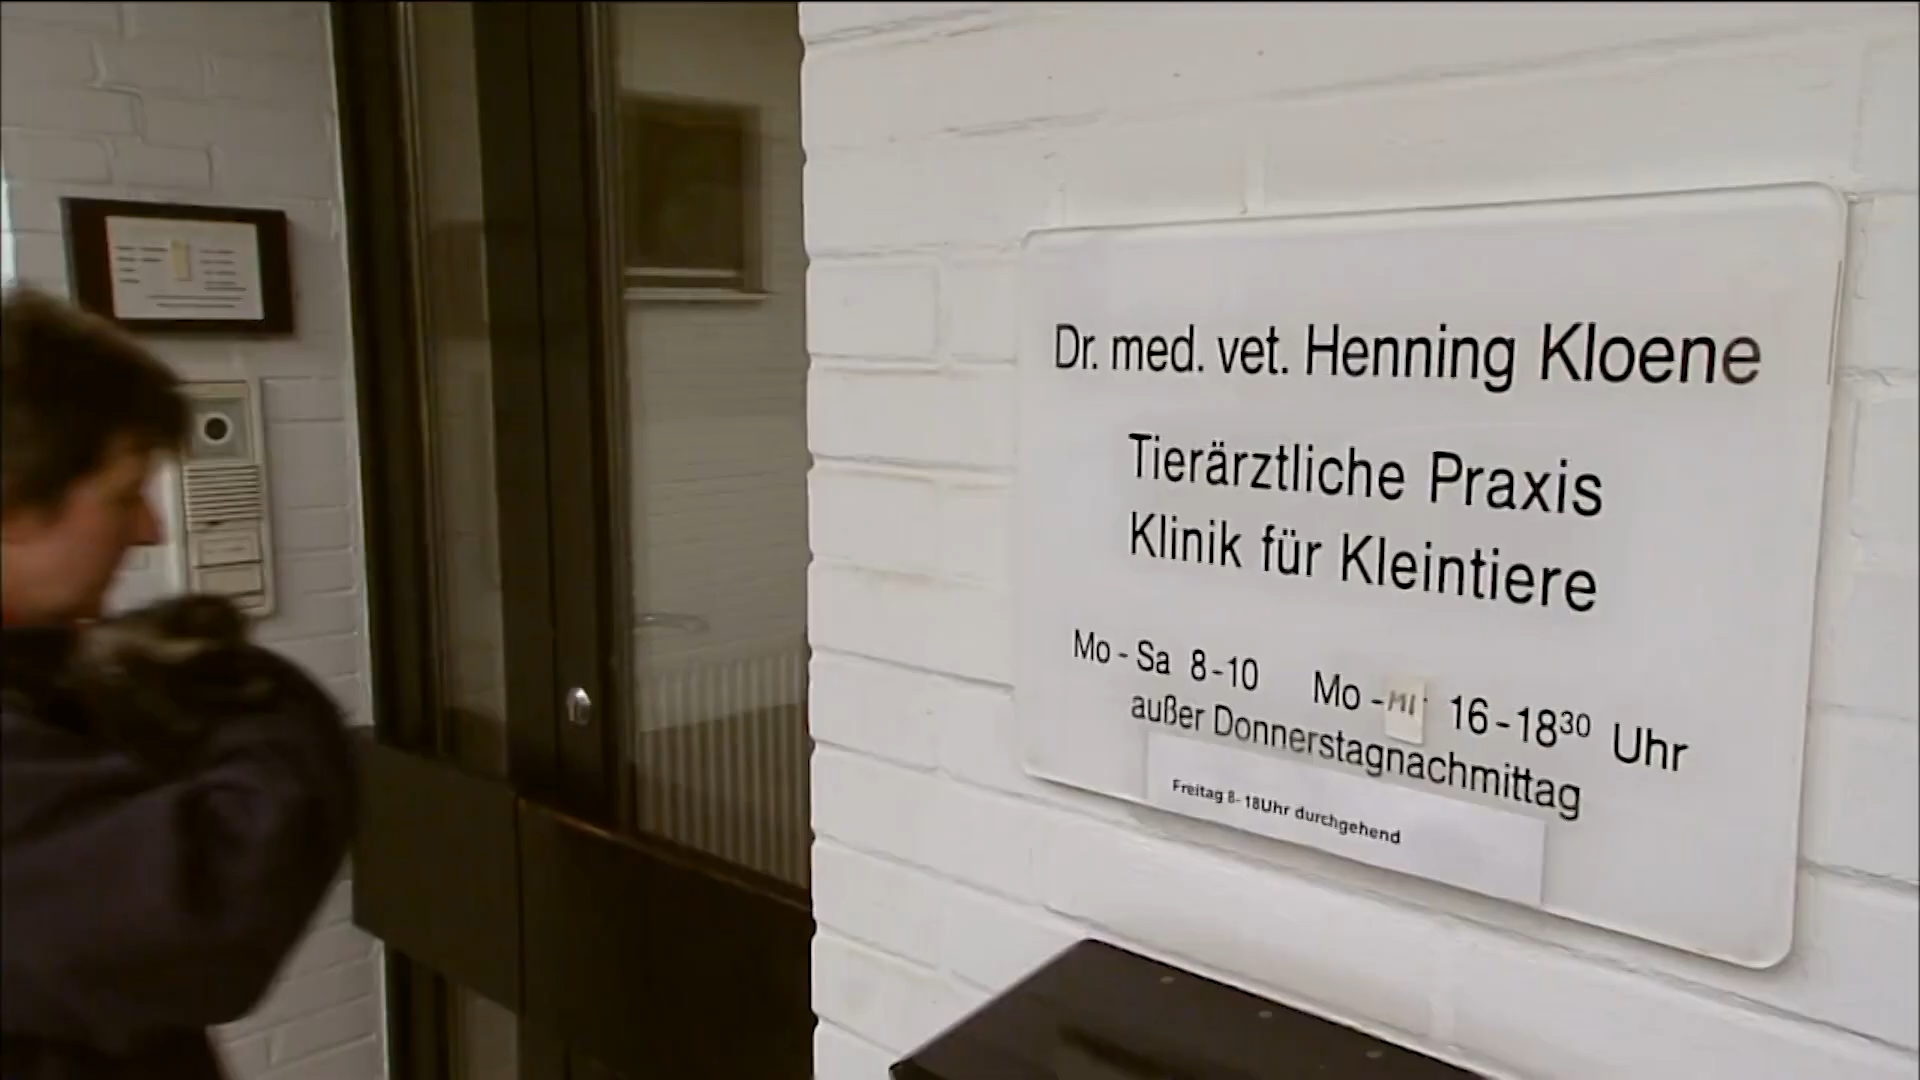 Dr. med. vet. Henning Kloene
Tierärztliche Praxis
Klinik für Kleintiere
Mo - Sa 8-10 Mo - MI 16-18³⁰ Uhr
außer Donnerstagnachmittag
Freitag 8- 18Uhr durchgehend